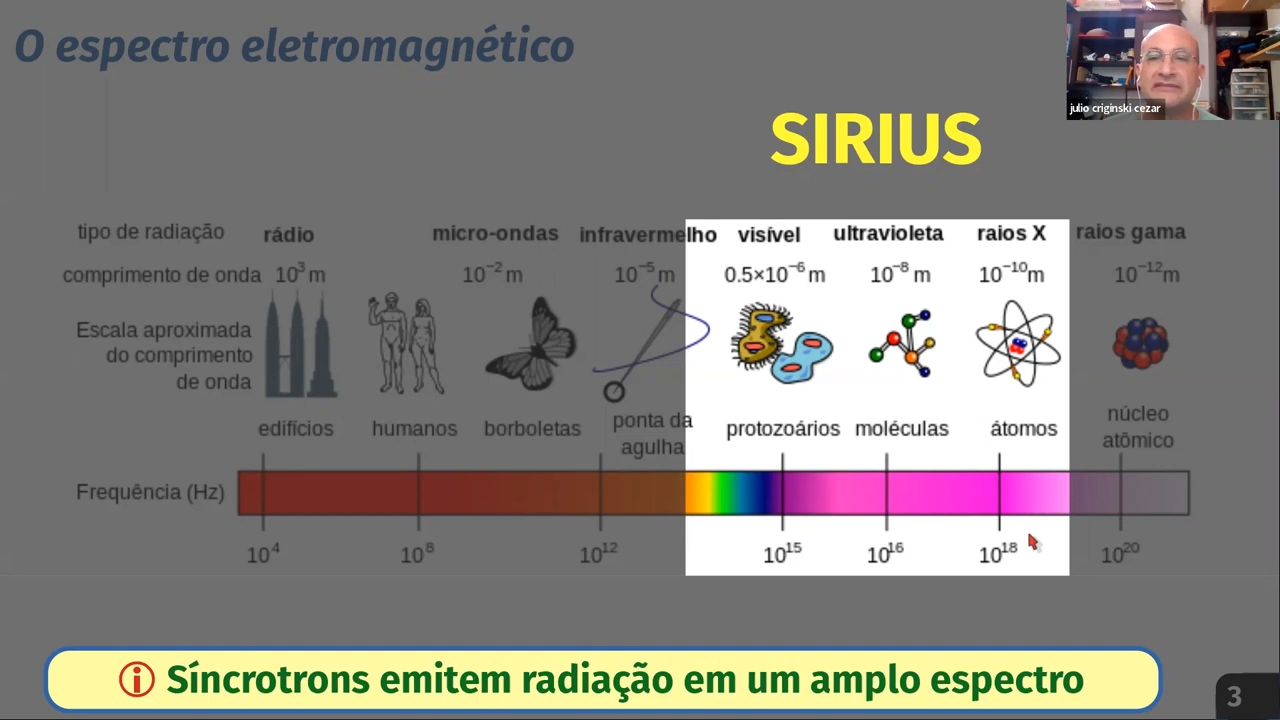 O espectro eletromagnético
julio criginski cezar
SIRIUS
tipo de radiação rádio micro-ondas infravermelho visível ultravioleta raios X raios gama
comprimento de onda 10³ m 10⁻² m 10⁻⁵ m 0.5×10⁻⁶ m 10⁻⁸ m 10⁻¹⁰m 10⁻¹²m
Escala aproximada
do comprimento
de onda
edifícios humanos borboletas ponta da agulha protozoários moléculas átomos núcleo atômico
Frequência (Hz)
10⁴ 10⁸ 10¹² 10¹⁵ 10¹⁶ 10¹⁸ 10²⁰
Síncrotrons emitem radiação em um amplo espectro
3